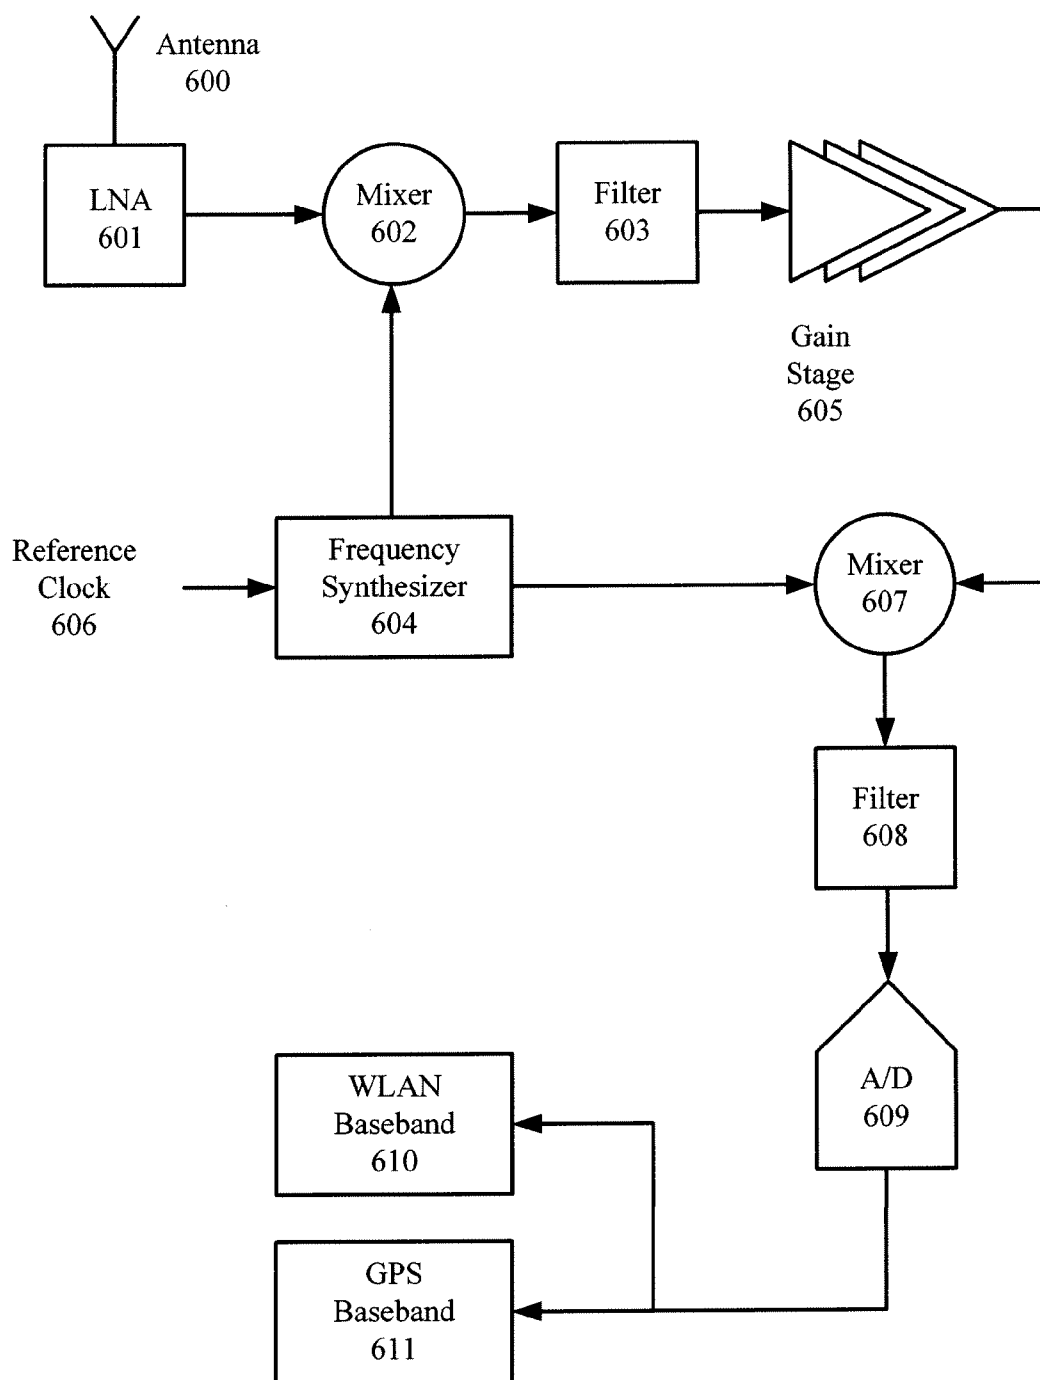 Antenna
600
LNA
601
Mixer
602
Filter
603
Gain
Stage
605
Reference
Clock
606
Frequency
Synthesizer
604
Mixer
607
Filter
608
A/D
609
WLAN
Baseband
610
GPS
Baseband
611